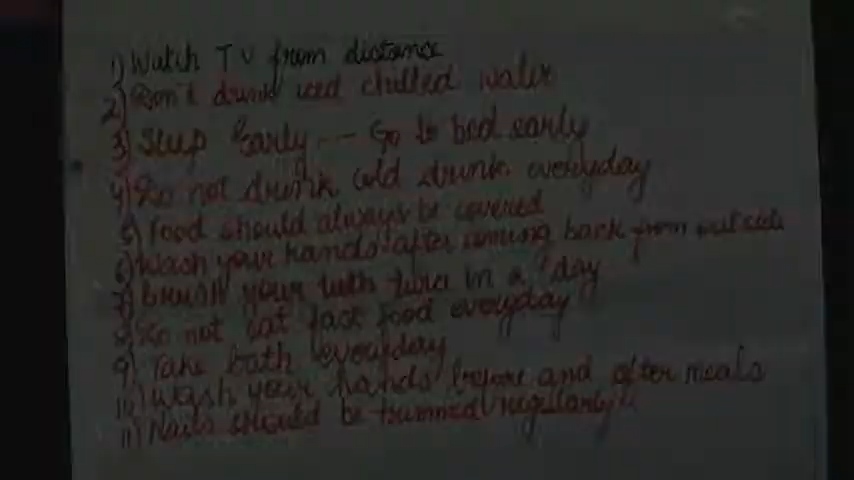 1) Watch TV from distance
2) Don't drink iced chilled water
3) Sleep Early --- Go to bed early
4) Do not drink cold drink everyday
5) Food should always be covered
6) Wash your hands after coming back from outside
7) Brush your teeth twice in a day
8) Do not eat fast food everyday
9) Take bath everyday
10) Wash your hands before and after meals
11) Nails should be trimmed regularly